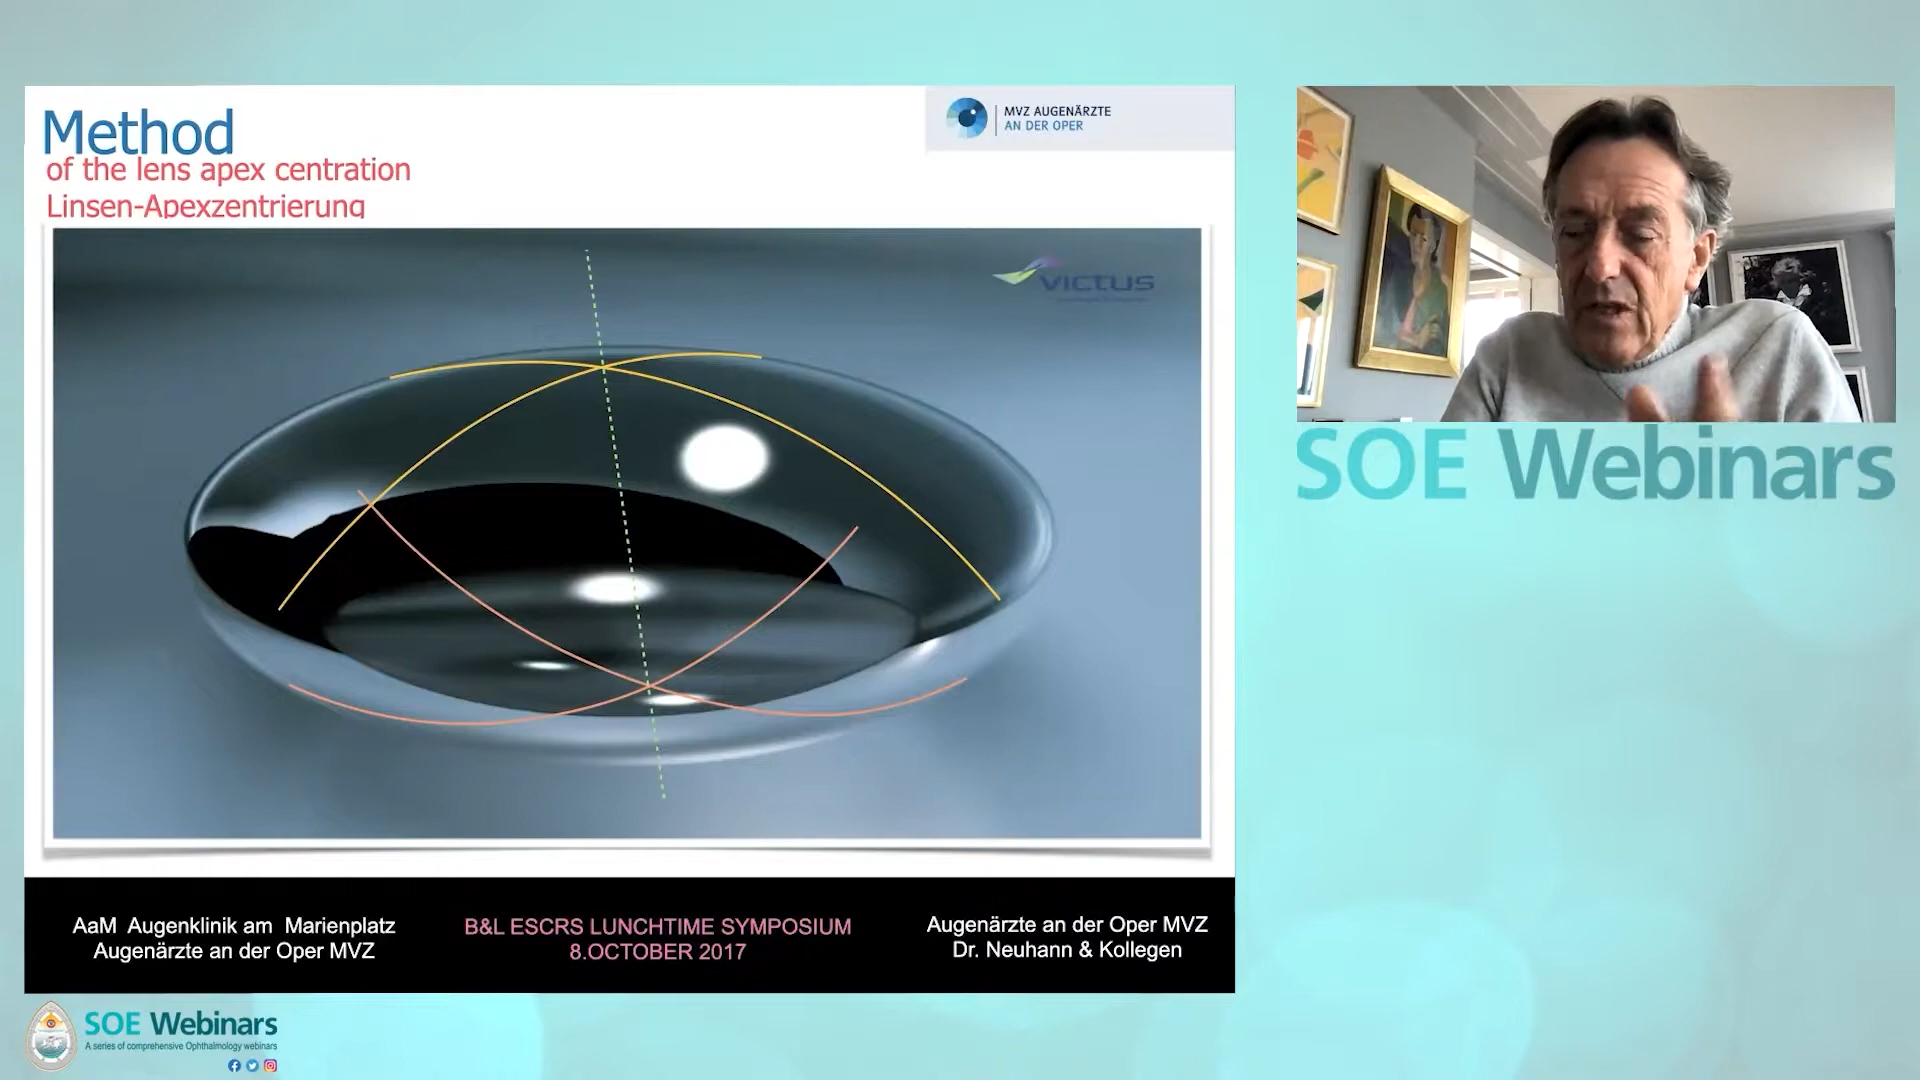 Method
of the lens apex centration
Linsen-Apexzentrierung
MVZ AUGENÄRZTE
AN DER OPER
VICTUS
AaM Augenklinik am Marienplatz
Augenärzte an der Oper MVZ
B&L ESCRS LUNCHTIME SYMPOSIUM
8.OCTOBER 2017
Augenärzte an der Oper MVZ
Dr. Neuhann & Kollegen
SOE Webinars
SOE Webinars
A series of comprehensive Ophthalmology webinars